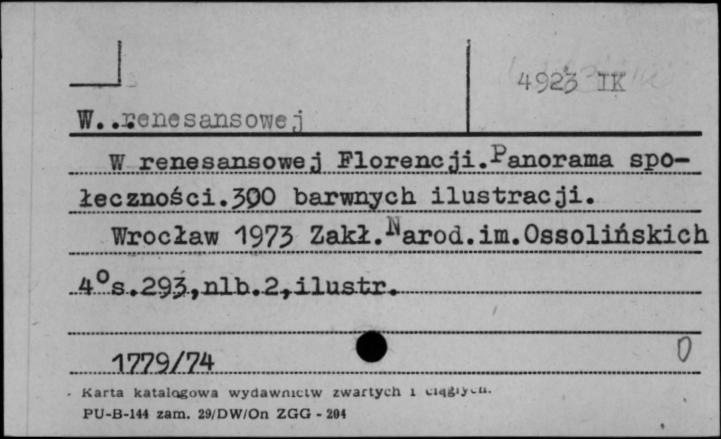 4923 IK
W...renesansowej
W renesansowej Florencji.Panorama spo-
łeczności.300 barwnych ilustracji.
Wrocław 1973 Zakł.Narod.im.Ossolińskich
4°s.293,nlb.2,ilustr.
1779/74 0
Karta katalogowa wydawnictw zwartych i ciągłych.
PU-B-144 zam. 29/DW/On ZGG - 204